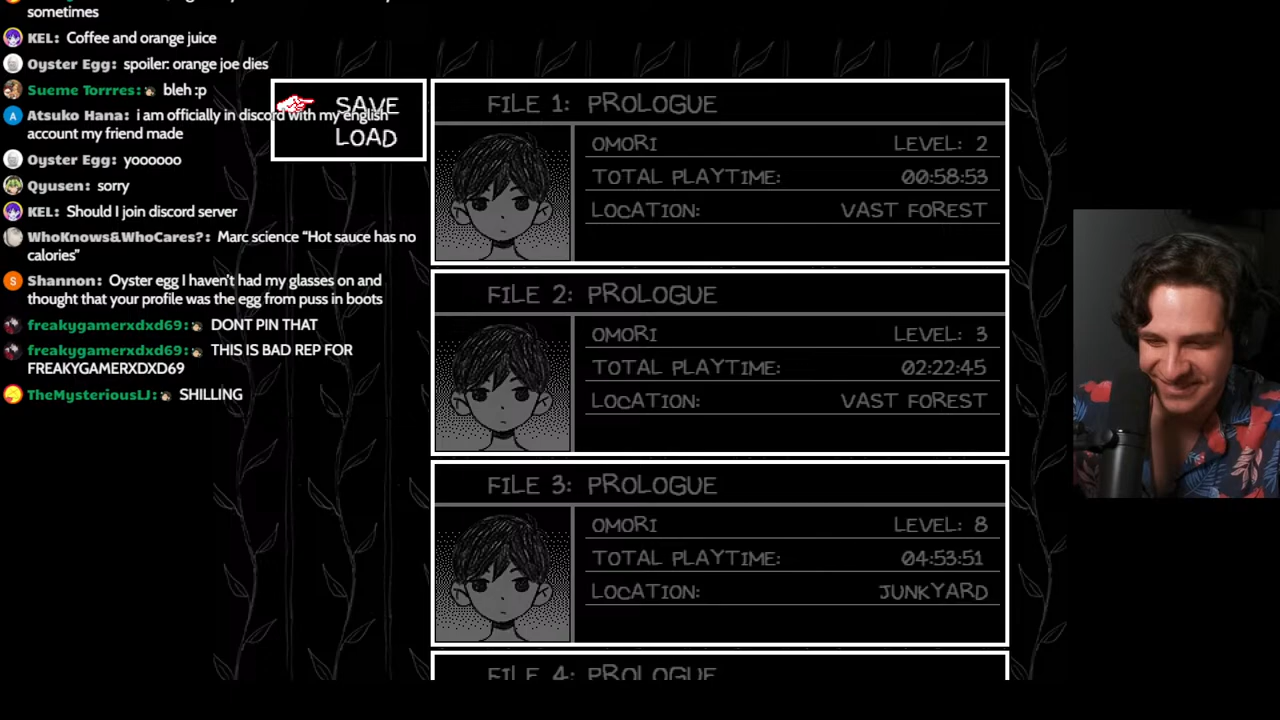 sometimes
KEL: Coffee and orange juice
Oyster Egg: spoiler: orange joe dies
Sueme Torrres: bleh :p
Atsuko Hana: i am officially in discord with my english
account my friend made
Oyster Egg: yoooooo
Qyusen: sorry
KEL: Should I join discord server
WhoKnows&WhoCares?: Marc science “Hot sauce has no
calories”
Shannon: Oyster egg I haven't had my glasses on and
thought that your profile was the egg from puss in boots
freakygamerxdxd69: DONT PIN THAT
freakygamerxdxd69: THIS IS BAD REP FOR
FREAKYGAMERXDXD69
TheMysteriousLJ: SHILLING
SAVE
LOAD
FILE 1: PROLOGUE
OMORI LEVEL: 2
TOTAL PLAYTIME: 00:58:53
LOCATION: VAST FOREST
FILE 2: PROLOGUE
OMORI LEVEL: 3
TOTAL PLAYTIME: 02:22:45
LOCATION: VAST FOREST
FILE 3: PROLOGUE
OMORI LEVEL: 8
TOTAL PLAYTIME: 04:53:51
LOCATION: JUNKYARD
FILE 4: PROLOGUE